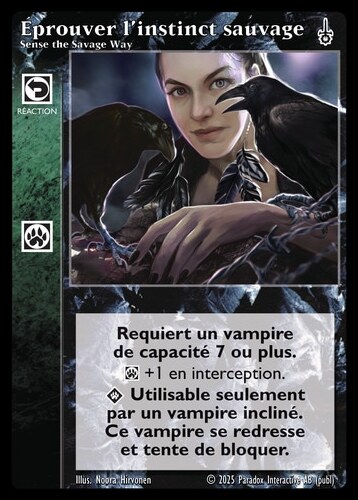 Éprouver l'instinct sauvage
Sense the Savage Way
RÉACTION
Requiert un vampire
de capacité 7 ou plus.
+1 en interception.
Utilisable seulement
par un vampire incliné.
Ce vampire se redresse
et tente de bloquer.
Illus. Noora Hirvonen
© 2025 Paradox Interactive AB (publ)